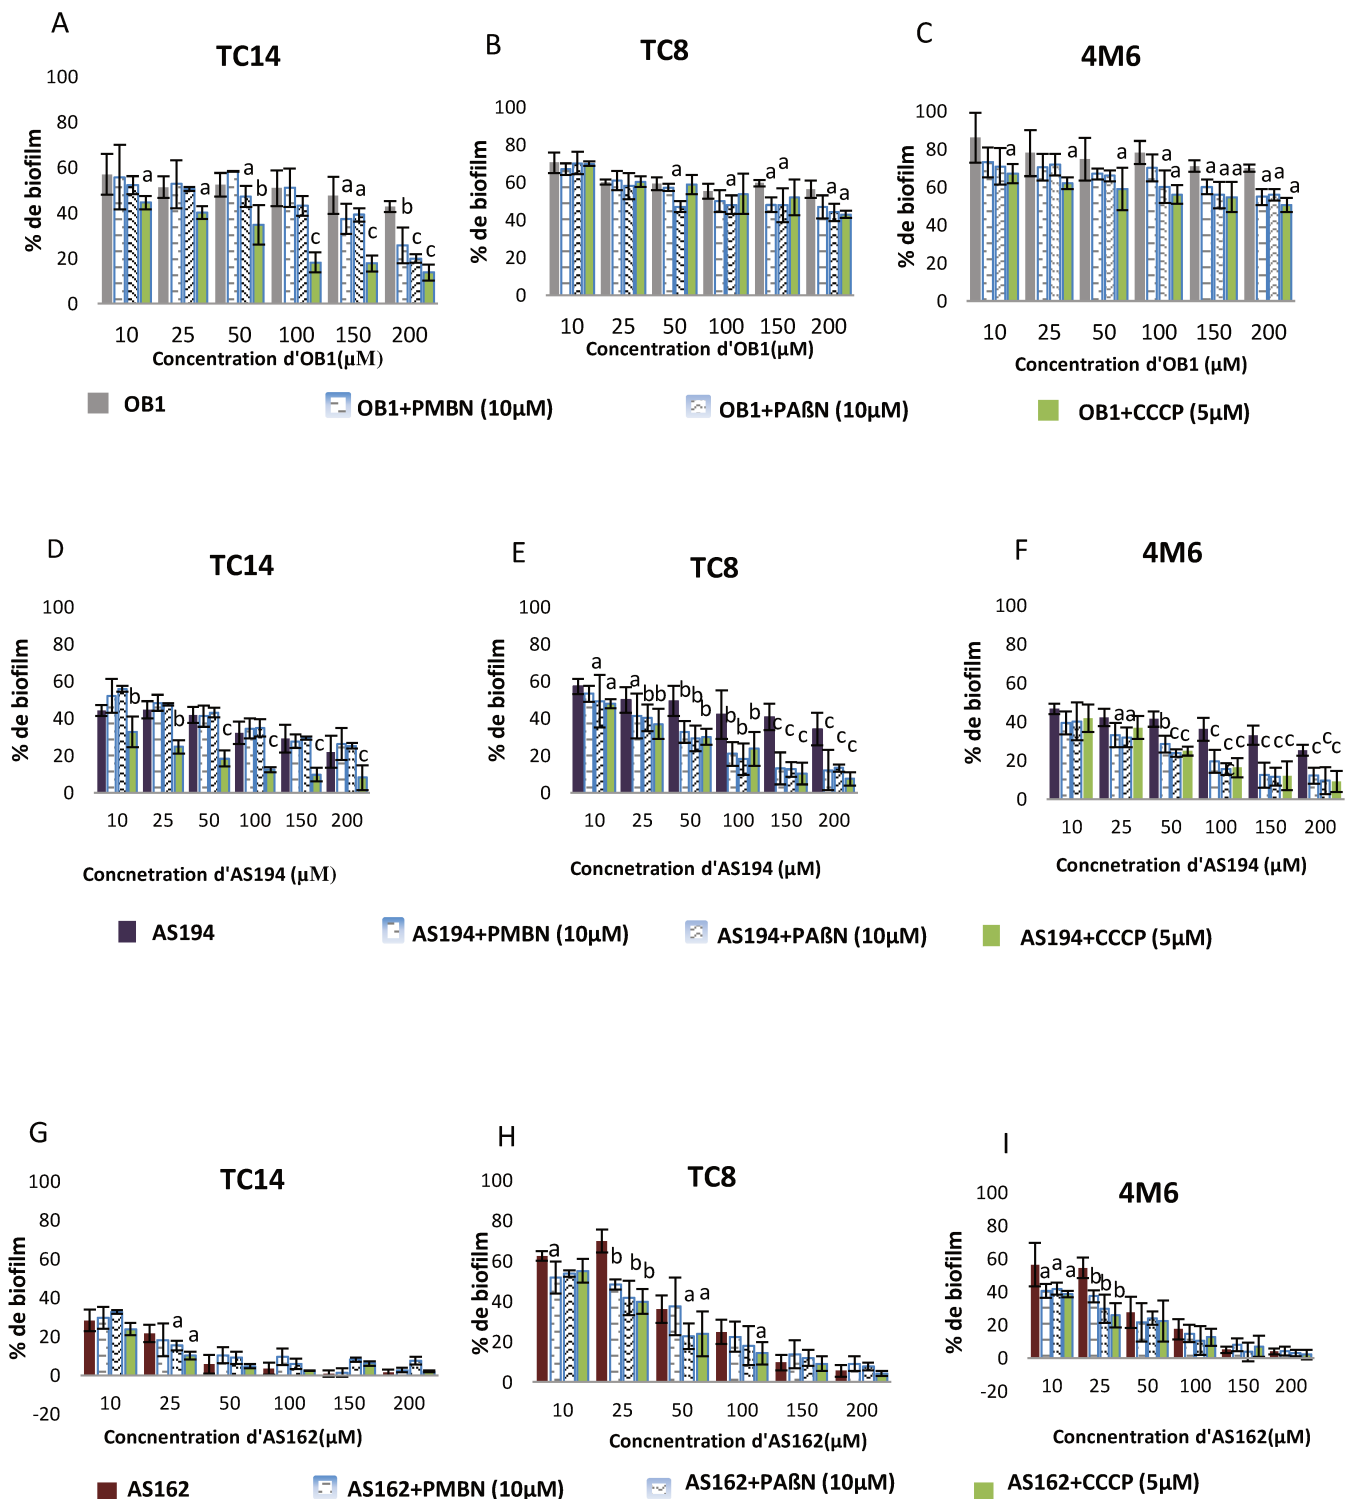 A
TC14
100
80
60
40
20
0
% de biofilm
a
a
a
b
c
a
a
c
b
c
c
10 25 50 100 150 200
Concentration d'OB1(µM)
B
TC8
100
80
60
40
20
0
% de biofilm
a
a
a
a
a
a
10 25 50 100 150 200
Concentration d'OB1(µM)
C
4M6
100
80
60
40
20
0
% de biofilm
a
a
a
a
a
a
a
a
a
a
a
10 25 50 100 150 200
Concentration d'OB1 (µM)
OB1
OB1+PMBN (10µM)
OB1+PAßN (10µM)
OB1+CCCP (5µM)
D
TC14
100
80
60
40
20
0
% de biofilm
b
b
c
c
c
c
10 25 50 100 150 200
Concnetration d'AS194 (µM)
E
TC8
100
80
60
40
20
0
% de biofilm
a
a
a
b
b
b
b
b
b
b
b
c
c
c
c
c
c
10 25 50 100 150 200
Concnetration d'AS194 (µM)
F
4M6
100
80
60
40
20
0
% de biofilm
a
a
b
c
c
c
c
c
c
c
c
c
c
c
10 25 50 100 150 200
Concnetration d'AS194 (µM)
AS194
AS194+PMBN (10µM)
AS194+PAßN (10µM)
AS194+CCCP (5µM)
G
TC14
100
80
60
40
20
0
-20
% de biofilm
a
a
10 25 50 100 150 200
Concnentration d'AS162(µM)
H
TC8
100
80
60
40
20
0
% de biofilm
a
b
b
b
a
a
a
10 25 50 100 150 200
Concnentration d'AS162(µM)
I
4M6
100
80
60
40
20
0
-20
% de biofilm
a
a
a
b
b
b
10 25 50 100 150 200
Concnentration d'AS162(µM)
AS162
AS162+PMBN (10µM)
AS162+PAßN (10µM)
AS162+CCCP (5µM)